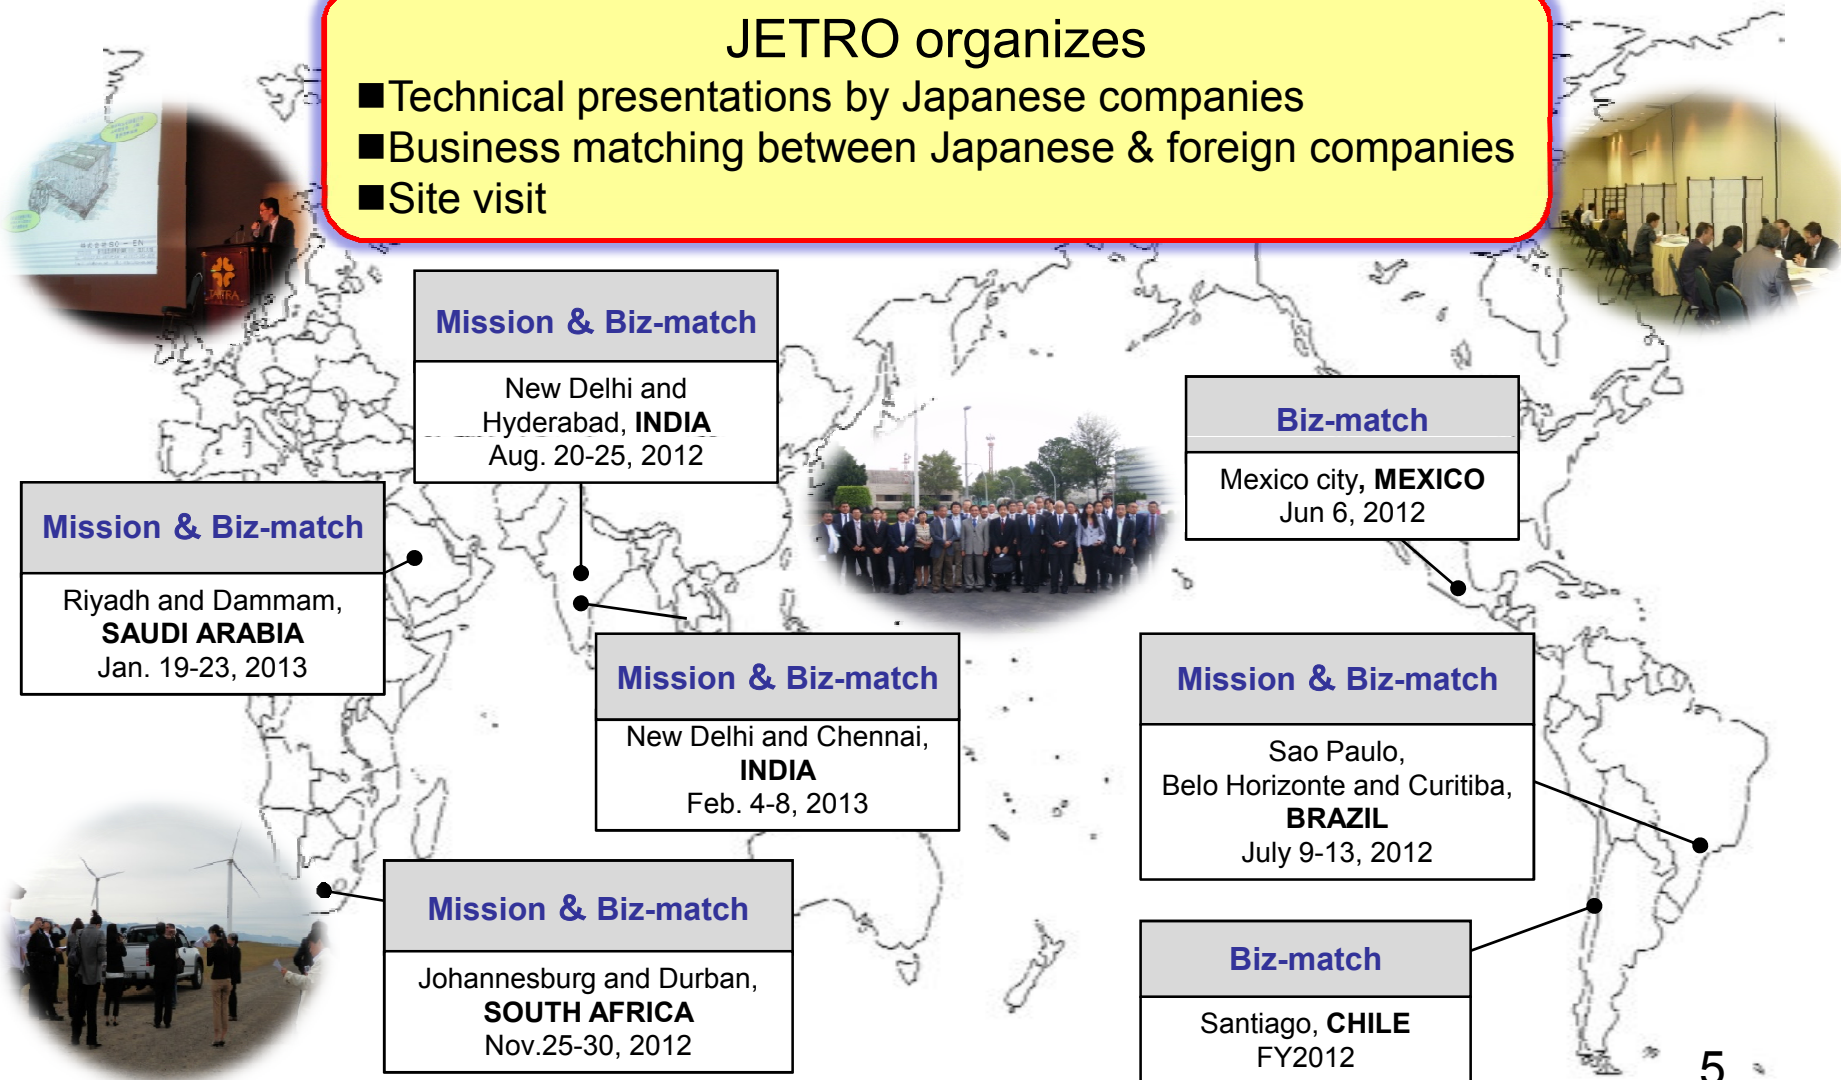 JETRO organizes
■Technical presentations by Japanese companies
■Business matching between Japanese & foreign companies
■Site visit
Mission & Biz-match
New Delhi and
Hyderabad, INDIA
Aug. 20-25, 2012
Biz-match
Mexico city, MEXICO
Jun 6, 2012
Mission & Biz-match
Riyadh and Dammam,
SAUDI ARABIA
Jan. 19-23, 2013
Mission & Biz-match
New Delhi and Chennai,
INDIA
Feb. 4-8, 2013
Mission & Biz-match
Sao Paulo,
Belo Horizonte and Curitiba,
BRAZIL
July 9-13, 2012
Mission & Biz-match
Johannesburg and Durban,
SOUTH AFRICA
Nov.25-30, 2012
Biz-match
Santiago, CHILE
FY2012
5